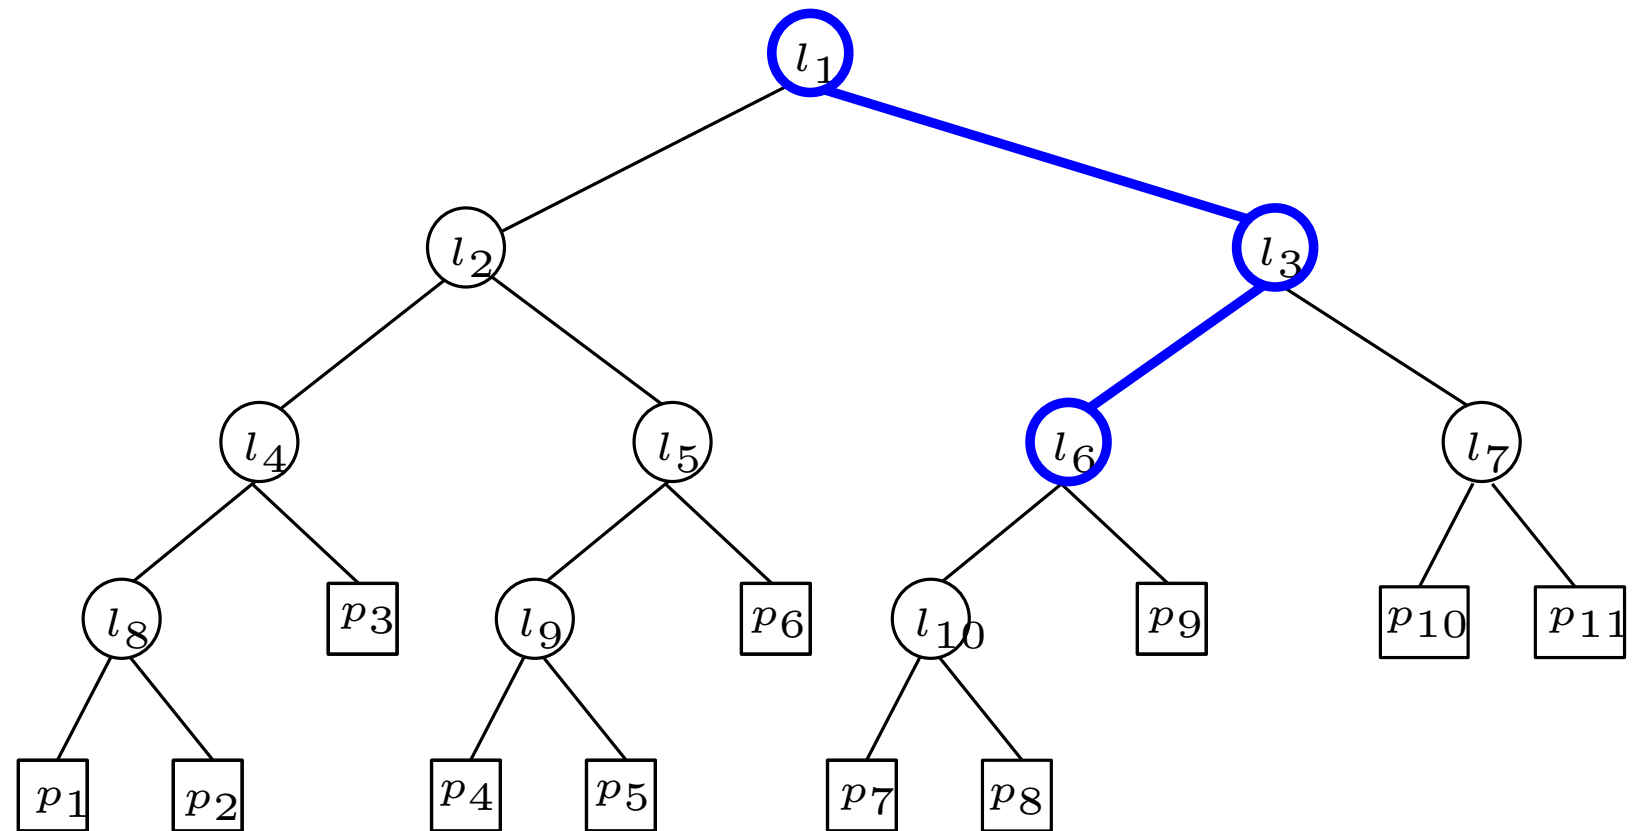 l₁
l₂ l₃
l₄ l₅ l₆ l₇
l₈ p₃ l₉ p₆ l₁₀ p₉ p₁₀ p₁₁
p₁ p₂ p₄ p₅ p₇ p₈